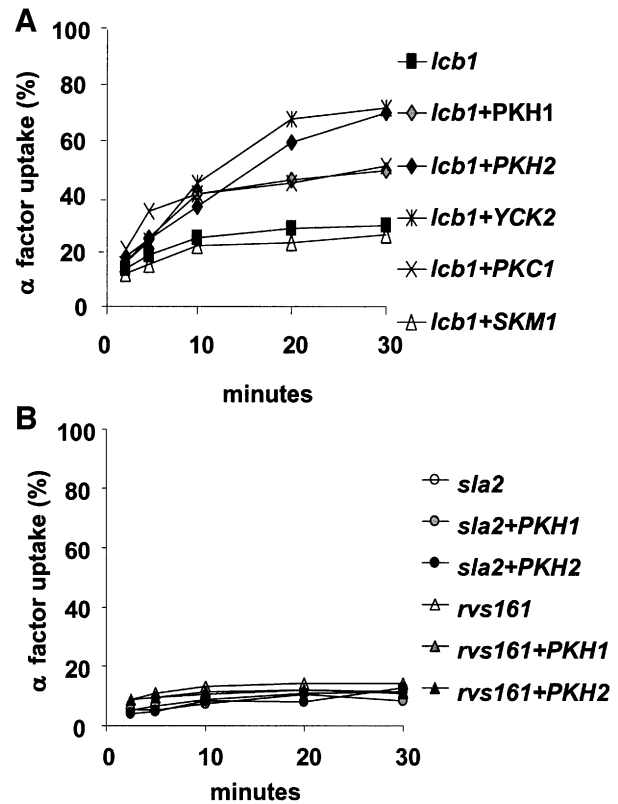 A
100
80
60
40
20
0
α factor uptake (%)
0 10 20 30
minutes
lcb1
lcb1+PKH1
lcb1+PKH2
lcb1+YCK2
lcb1+PKC1
lcb1+SKM1
B
100
80
60
40
20
0
α factor uptake (%)
0 10 20 30
minutes
sla2
sla2+PKH1
sla2+PKH2
rvs161
rvs161+PKH1
rvs161+PKH2